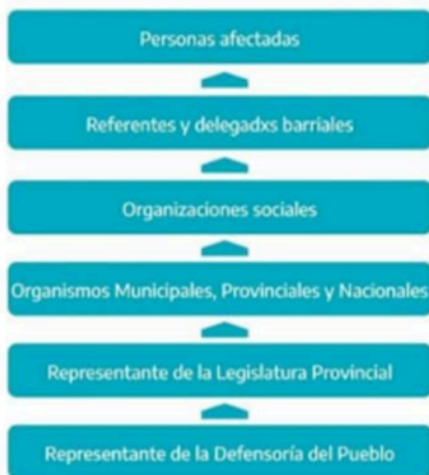 Personas afectadas
Referentes y delegadxs barriales
Organizaciones sociales
Organismos Municipales, Provinciales y Nacionales
Representante de la Legislatura Provincial
Representante de la Defensoría del Pueblo